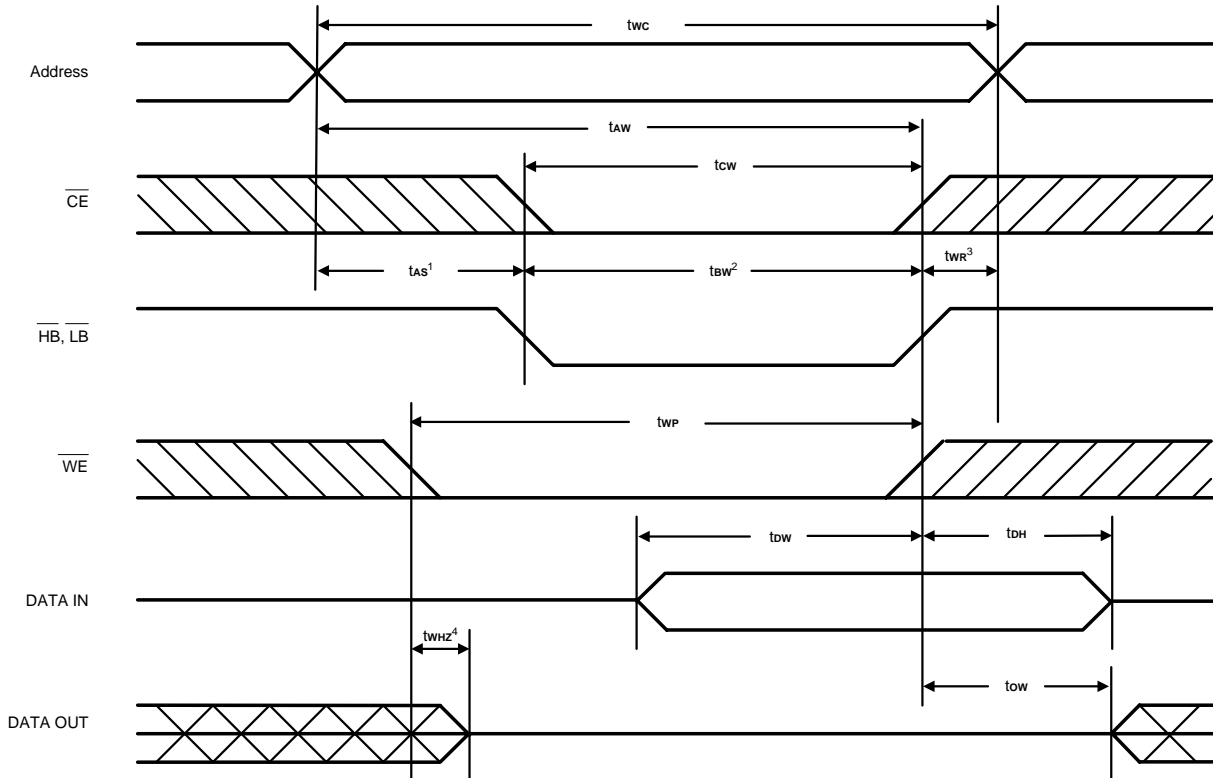 tWC
Address
tAW
tCW
CE
tAS1
tBW2
tWR3
HB, LB
tWP
WE
tDW
tDH
DATA IN
tWHZ4
tOW
DATA OUT